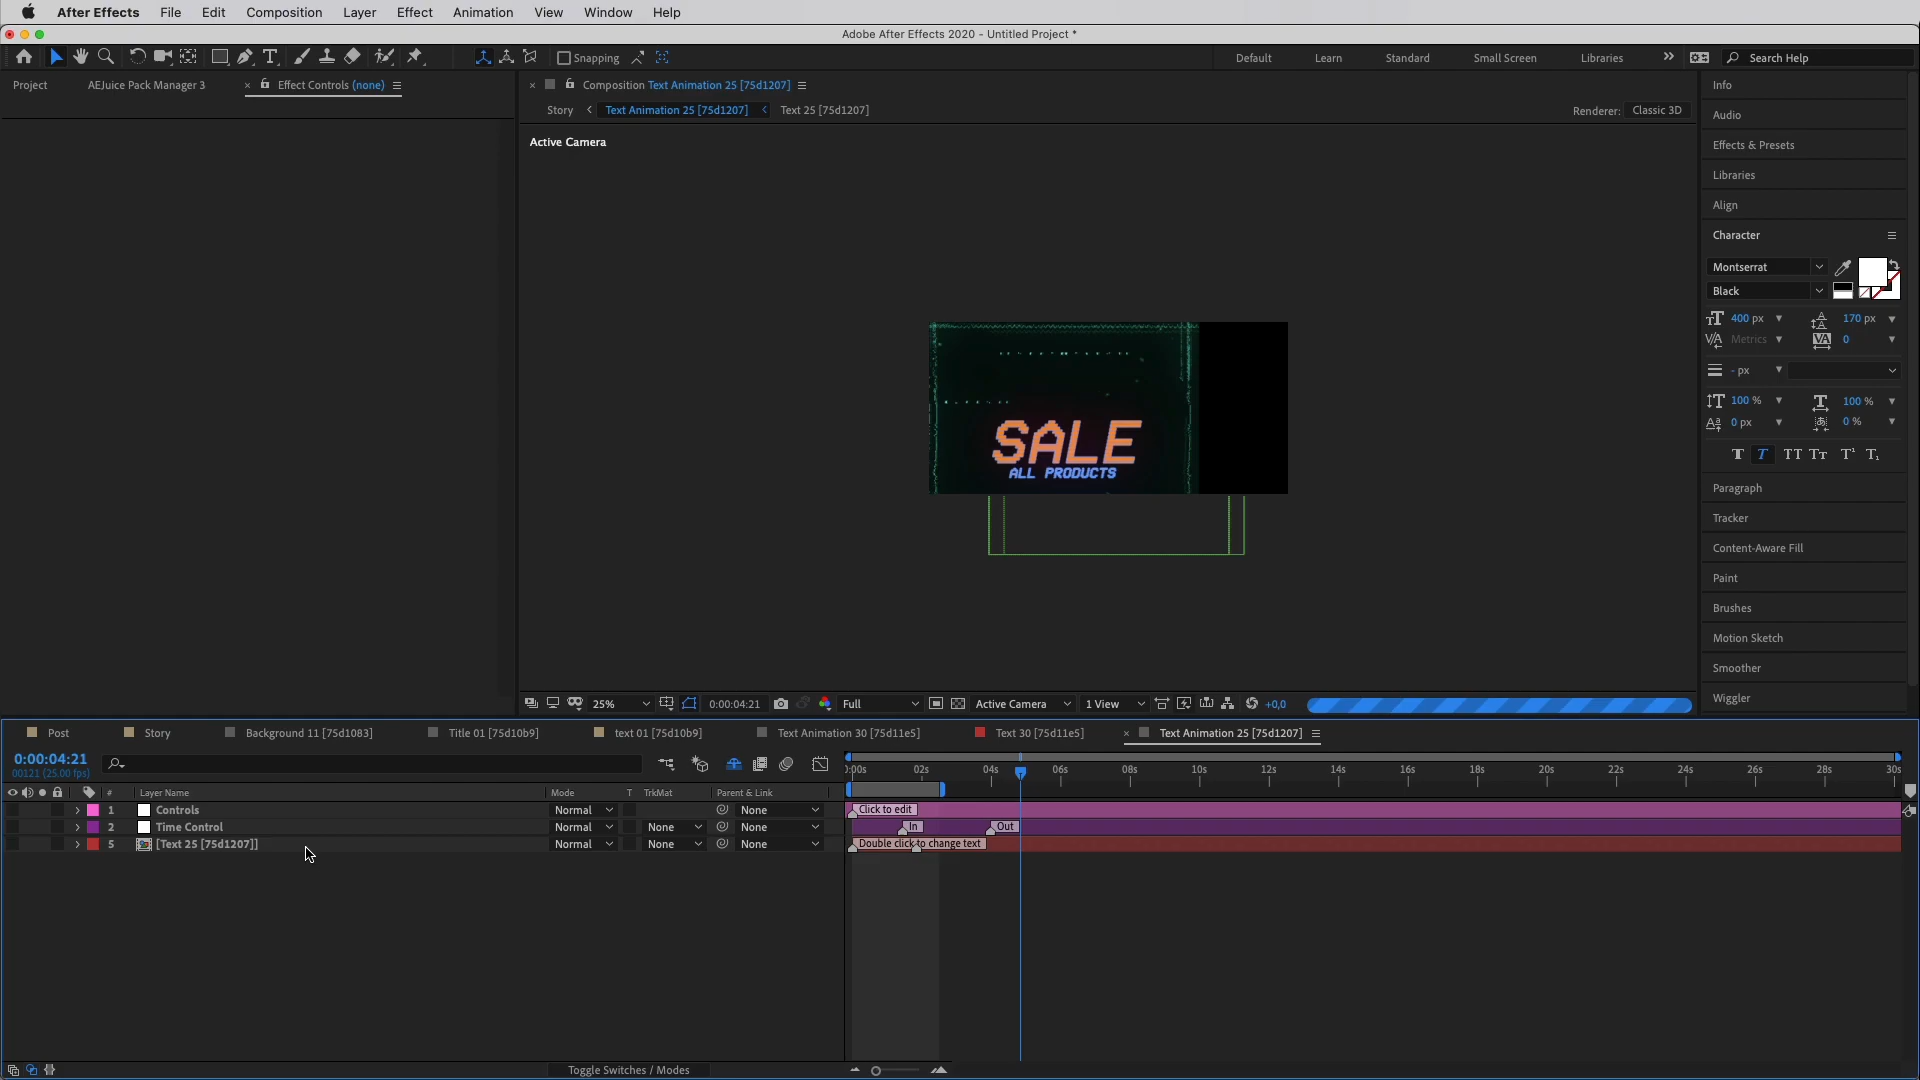 After Effects File Edit Composition Layer Effect Animation View Window Help
Adobe After Effects 2020 - Untitled Project *
Snapping Default Learn Standard Small Screen Libraries » Search Help
Project AEJuice Pack Manager 3 × Effect Controls (none)
× Composition Text Animation 25 [75d1207]
Story < Text Animation 25 [75d1207] < Text 25 [75d1207] Renderer: Classic 3D
Active Camera
SALE
ALL PRODUCTS
Info
Audio
Effects & Presets
Libraries
Align
Character
Montserrat
Black
400 px 170 px
Metrics 0
- px
100 % 100 %
0 px 0 %
T T TT Tт T¹ T₁
Paragraph
Tracker
Content-Aware Fill
Paint
Brushes
Motion Sketch
Smoother
Wiggler
25% 0:00:04:21 Full Active Camera 1 View +0,0
Post Story Background 11 [75d1083] Title 01 [75d10b9] text 01 [75d10b9] Text Animation 30 [75d11e5] Text 30 [75d11e5] × Text Animation 25 [75d1207]
0:00:04:21
00121 (25.00 fps)
):00s 02s 04s 06s 08s 10s 12s 14s 16s 18s 20s 22s 24s 26s 28s 30s
# Layer Name Mode T TrkMat Parent & Link
1 Controls Normal None Click to edit
2 Time Control Normal None None In Out
5 [Text 25 [75d1207]] Normal None None Double click to change text
Toggle Switches / Modes